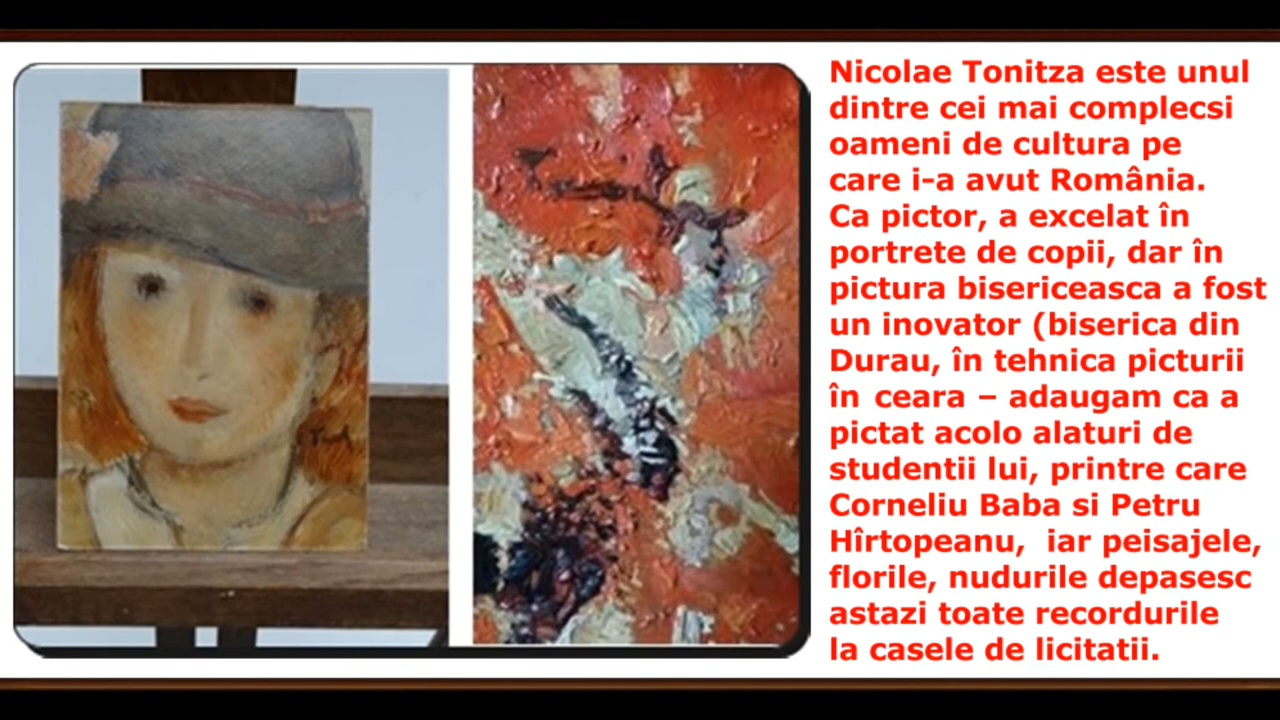 Nicolae Tonitza este unul
dintre cei mai complecsi
oameni de cultura pe
care i-a avut România.
Ca pictor, a excelat în
portrete de copii, dar în
pictura bisericeasca a fost
un inovator (biserica din
Durau, în tehnica picturii
în ceara – adaugam ca a
pictat acolo alaturi de
studentii lui, printre care
Corneliu Baba si Petru
Hîrtopeanu,  iar peisajele,
florile, nudurile depasesc
astazi toate recordurile
la casele de licitatii.